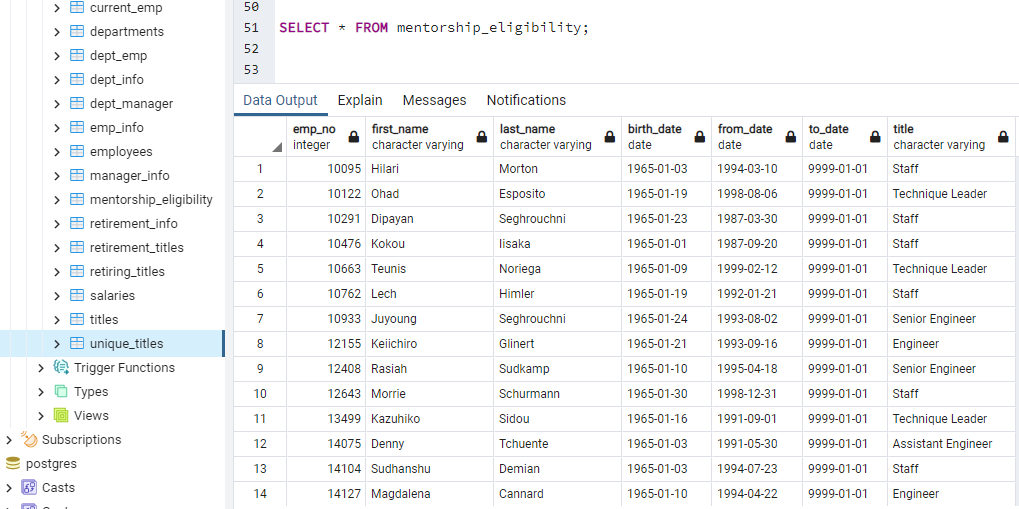 current_emp
departments
dept_emp
dept_info
dept_manager
emp_info
employees
manager_info
mentorship_eligibility
retirement_info
retirement_titles
retiring_titles
salaries
titles
unique_titles
Trigger Functions
Types
Views
Subscriptions
postgres
Casts
50
51 SELECT * FROM mentorship_eligibility;
52
53
Data Output Explain Messages Notifications
emp_no first_name last_name birth_date from_date to_date title
integer character varying character varying date date date character varying
1 10095 Hilari Morton 1965-01-03 1994-03-10 9999-01-01 Staff
2 10122 Ohad Esposito 1965-01-19 1998-08-06 9999-01-01 Technique Leader
3 10291 Dipayan Seghrouchni 1965-01-23 1987-03-30 9999-01-01 Staff
4 10476 Kokou Iisaka 1965-01-01 1987-09-20 9999-01-01 Staff
5 10663 Teunis Noriega 1965-01-09 1999-02-12 9999-01-01 Technique Leader
6 10762 Lech Himler 1965-01-19 1992-01-21 9999-01-01 Staff
7 10933 Juyoung Seghrouchni 1965-01-24 1993-08-02 9999-01-01 Senior Engineer
8 12155 Keiichiro Glinert 1965-01-21 1993-09-16 9999-01-01 Engineer
9 12408 Rasiah Sudkamp 1965-01-10 1995-04-18 9999-01-01 Senior Engineer
10 12643 Morrie Schurmann 1965-01-30 1998-12-31 9999-01-01 Staff
11 13499 Kazuhiko Sidou 1965-01-16 1991-09-01 9999-01-01 Technique Leader
12 14075 Denny Tchuente 1965-01-03 1991-05-30 9999-01-01 Assistant Engineer
13 14104 Sudhanshu Demian 1965-01-03 1994-07-23 9999-01-01 Staff
14 14127 Magdalena Cannard 1965-01-10 1994-04-22 9999-01-01 Engineer